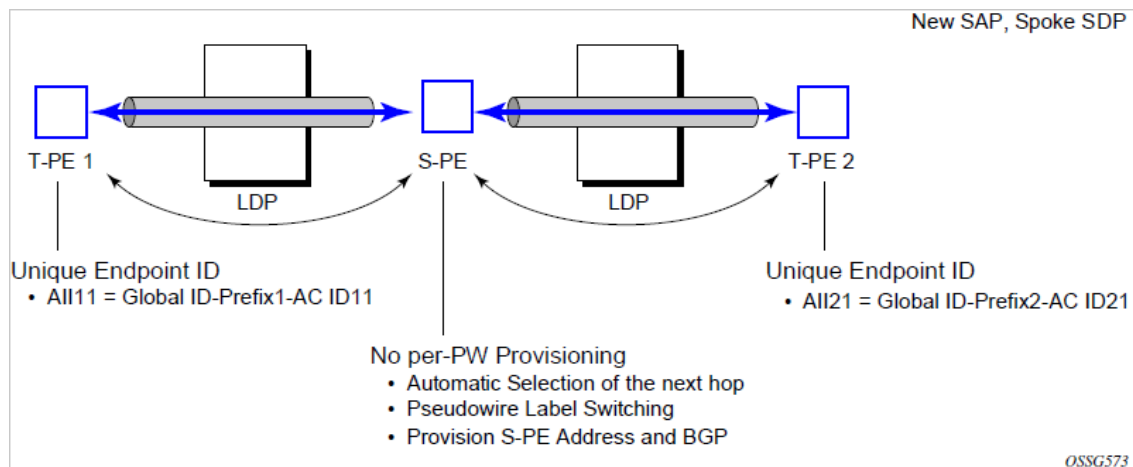 New SAP, Spoke SDP
T-PE 1
S-PE
T-PE 2
LDP
LDP
Unique Endpoint ID
• AII11 = Global ID-Prefix1-AC ID11
Unique Endpoint ID
• AII21 = Global ID-Prefix2-AC ID21
No per-PW Provisioning
• Automatic Selection of the next hop
• Pseudowire Label Switching
• Provision S-PE Address and BGP
OSSG573